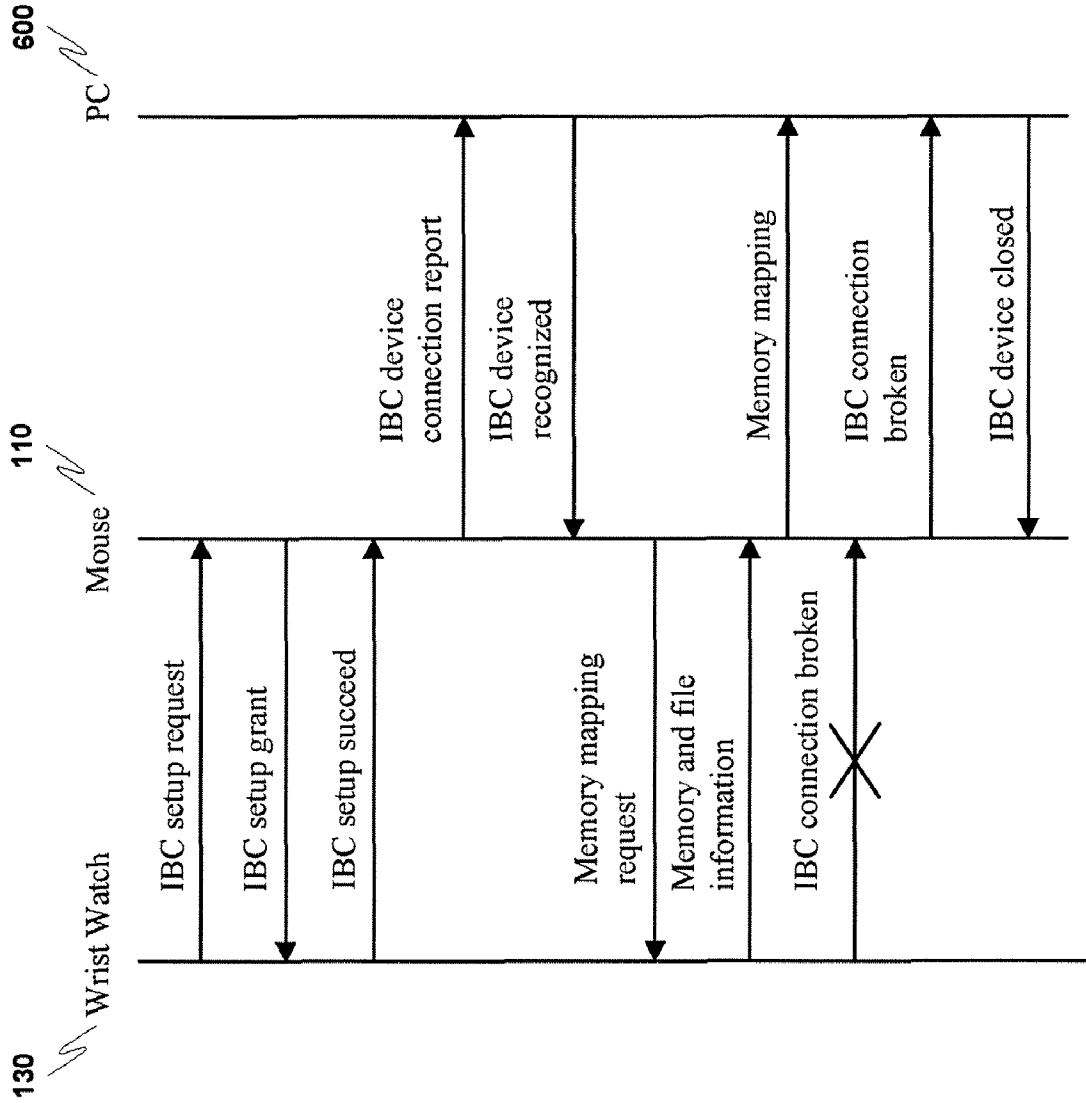 130
Wrist Watch
110
Mouse
600
PC
IBC setup request
IBC setup grant
IBC setup succeed
IBC device
connection report
IBC device
recognized
Memory mapping
request
Memory and file
information
Memory mapping
IBC connection broken
IBC connection
broken
IBC device closed